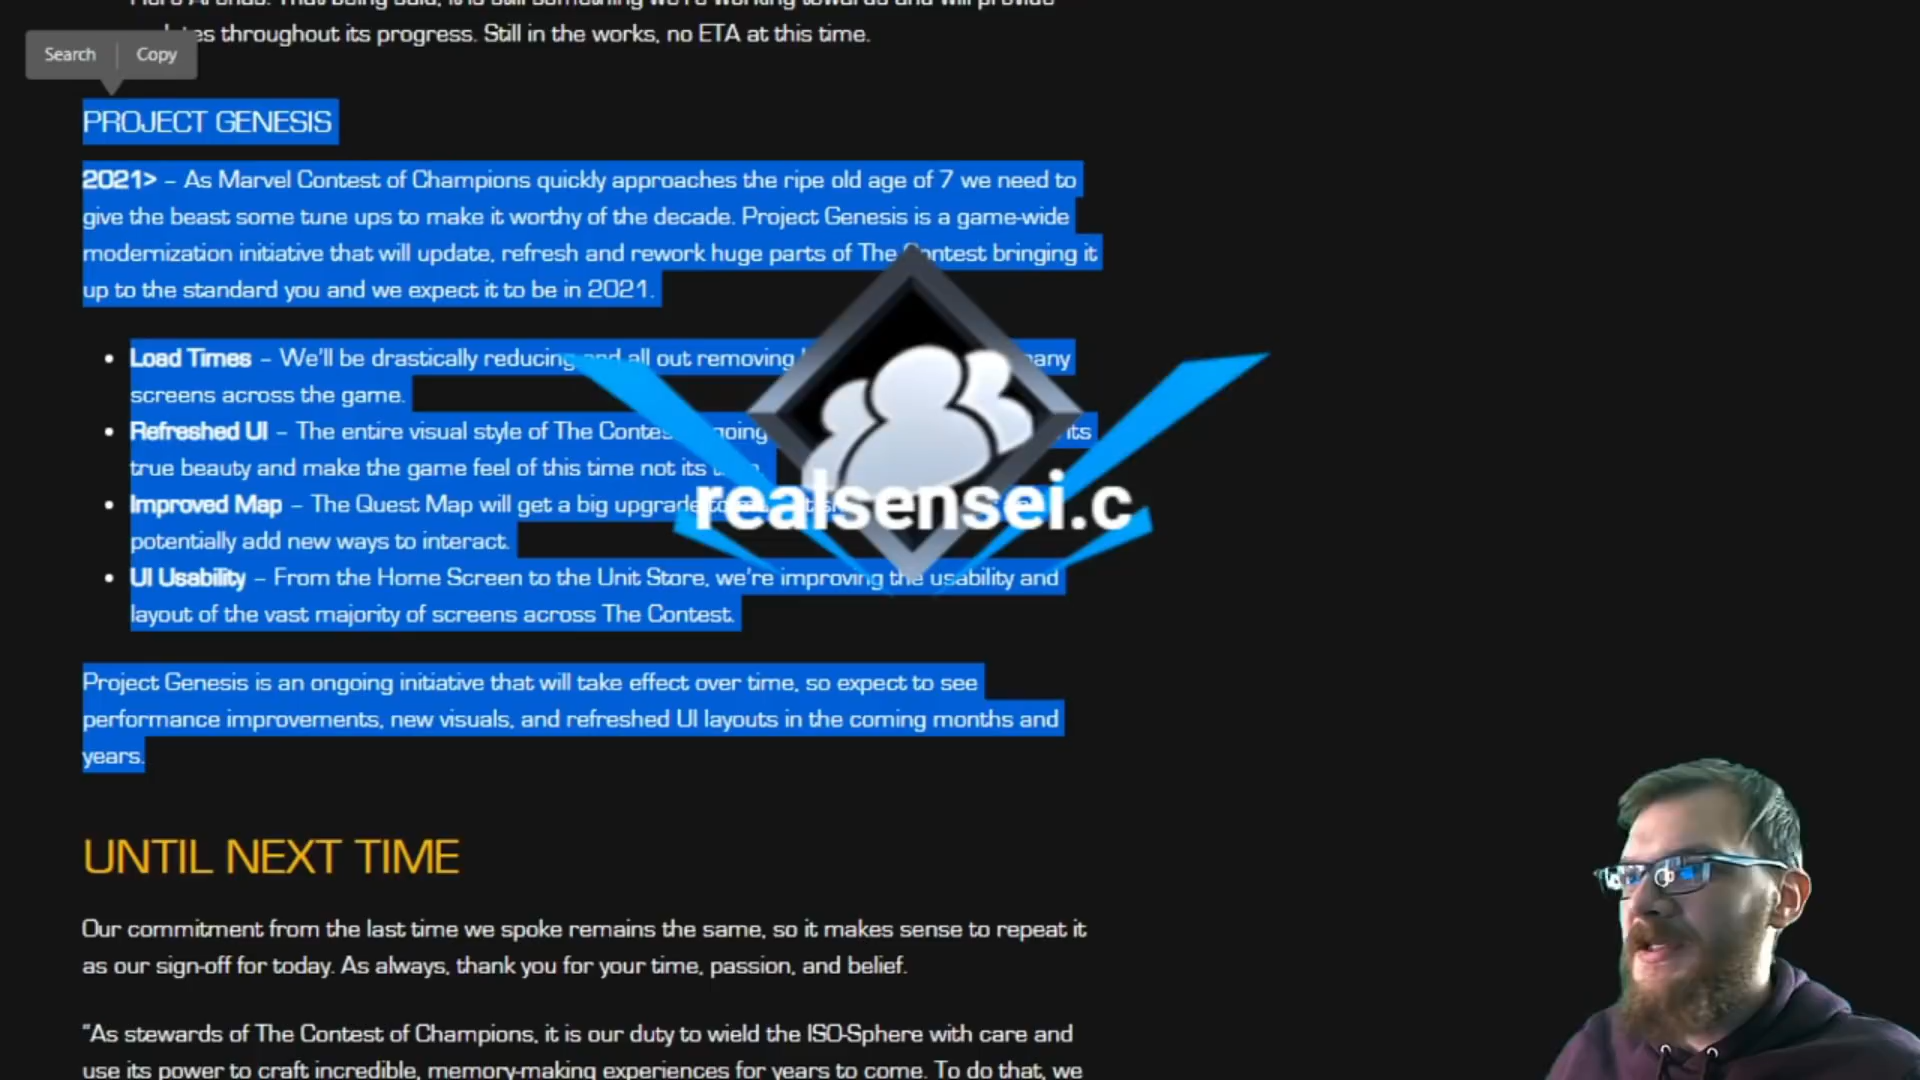 updates throughout its progress. Still in the works, no ETA at this time.
Search
Copy
PROJECT GENESIS
2021> – As Marvel Contest of Champions quickly approaches the ripe old age of 7 we need to
give the beast some tune ups to make it worthy of the decade. Project Genesis is a game-wide
modernization initiative that will update, refresh and rework huge parts of The Contest bringing it
up to the standard you and we expect it to be in 2021.
• Load Times – We'll be drastically reducing and all out removing many
screens across the game.
• Refreshed UI – The entire visual style of The Contest going its
true beauty and make the game feel of this time not its
• Improved Map – The Quest Map will get a big upgrade to
potentially add new ways to interact.
realsensei.c
• UI Usability – From the Home Screen to the Unit Store, we're improving the usability and
layout of the vast majority of screens across The Contest.
Project Genesis is an ongoing initiative that will take effect over time, so expect to see
performance improvements, new visuals, and refreshed UI layouts in the coming months and
years.
UNTIL NEXT TIME
Our commitment from the last time we spoke remains the same, so it makes sense to repeat it
as our sign-off for today. As always, thank you for your time, passion, and belief.
"As stewards of The Contest of Champions, it is our duty to wield the ISO-Sphere with care and
use its power to craft incredible, memory-making experiences for years to come. To do that, we